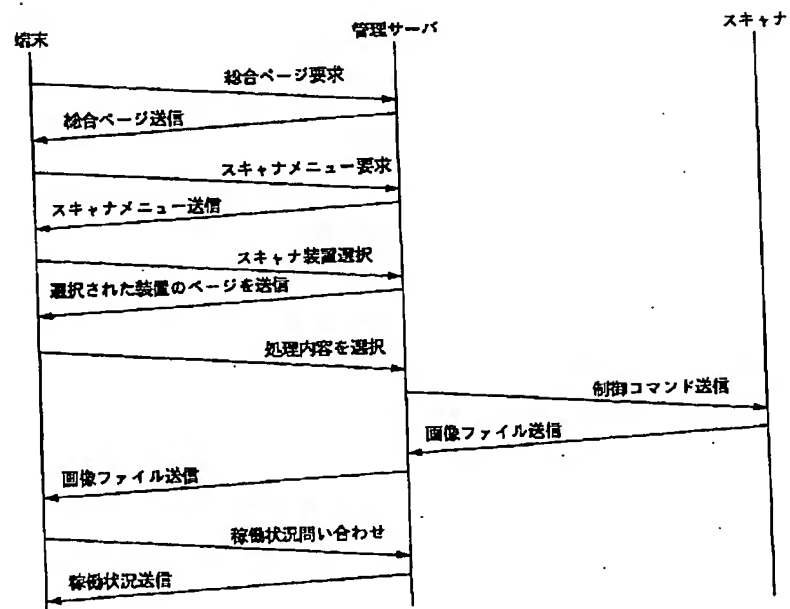 端末
管理サーバ
スキャナ
総合ページ要求
総合ページ送信
スキャナメニュー要求
スキャナメニュー送信
スキャナ装置選択
選択された装置のページを送信
処理内容を選択
制御コマンド送信
画像ファイル送信
画像ファイル送信
稼働状況問い合わせ
稼働状況送信